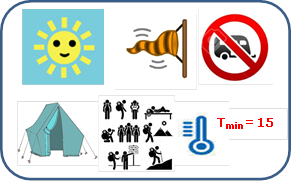 Tmin = 15